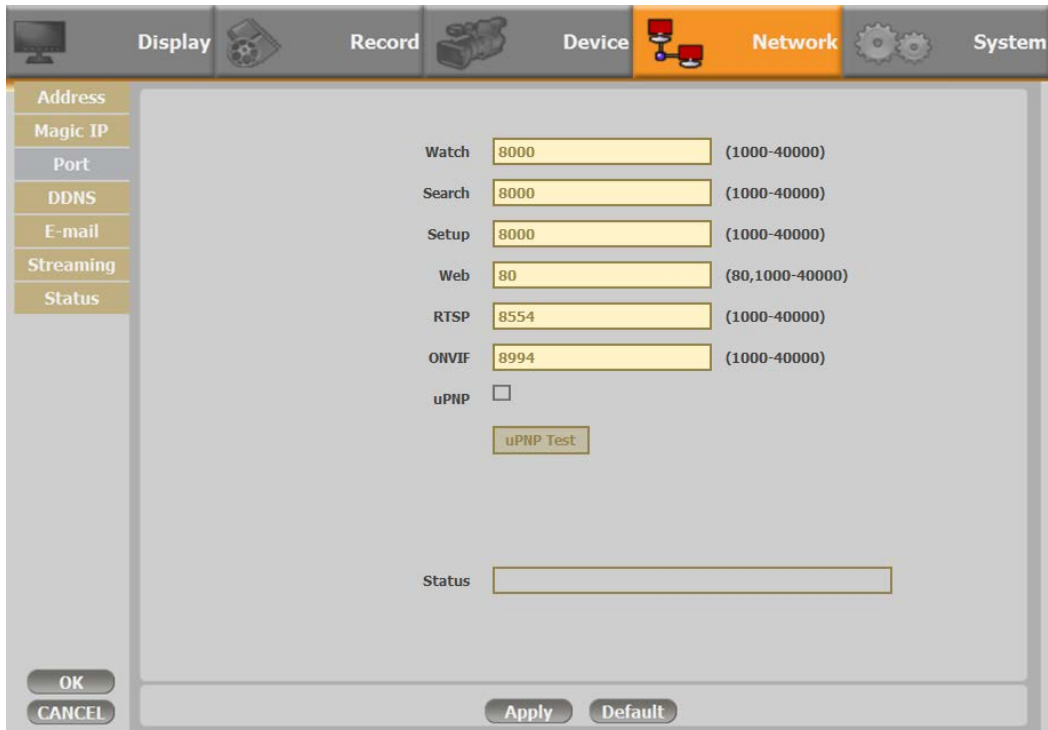 Display Record Device Network System
Address
Magic IP
Port
DDNS
E-mail
Streaming
Status
Watch 8000 (1000-40000)
Search 8000 (1000-40000)
Setup 8000 (1000-40000)
Web 80 (80,1000-40000)
RTSP 8554 (1000-40000)
ONVIF 8994 (1000-40000)
uPNP
uPNP Test
Status
OK
CANCEL
Apply Default